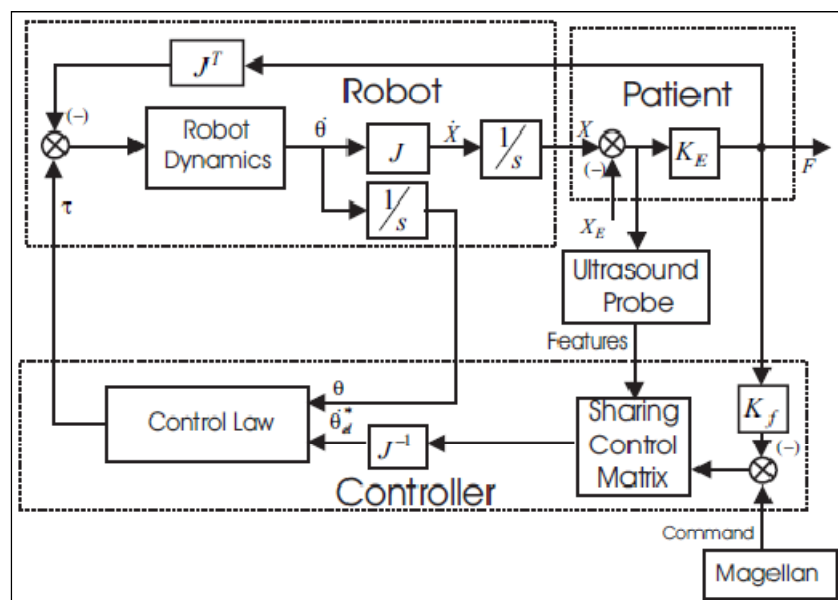 J^T
Robot
Patient
(-)
Robot
Dynamics
θ̇
J
Ẋ
1/s
X
(-)
K_E
F
1/s
τ
X_E
Ultrasound
Probe
Features
θ
Control Law
θ̇_d^*
J^{-1}
Sharing
Control
Matrix
K_f
(-)
Controller
Command
Magellan